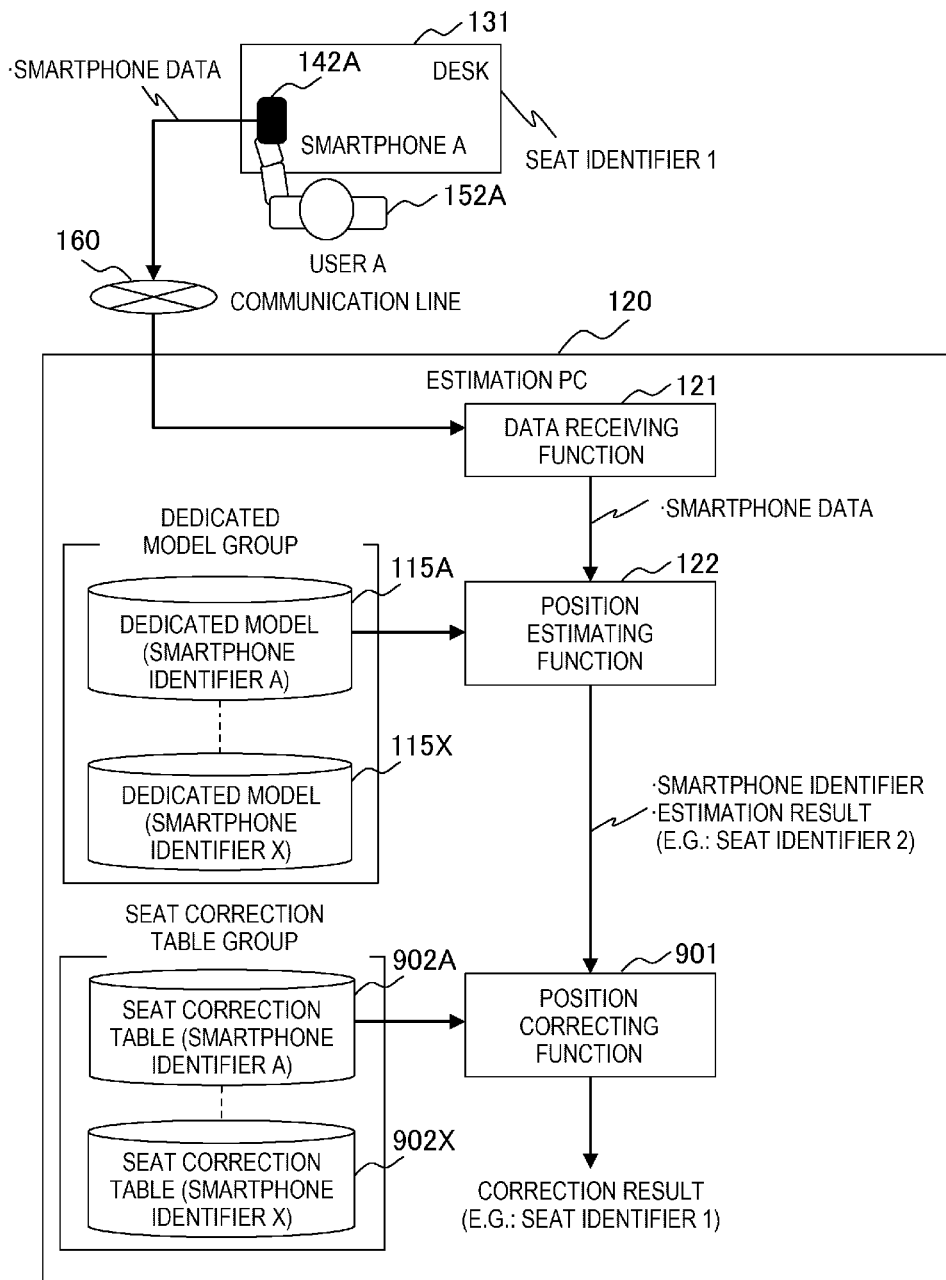 131
142A
DESK
·SMARTPHONE DATA
SMARTPHONE A
SEAT IDENTIFIER 1
152A
USER A
160
COMMUNICATION LINE
120
ESTIMATION PC
121
DATA RECEIVING
FUNCTION
·SMARTPHONE DATA
DEDICATED
MODEL GROUP
115A
DEDICATED MODEL
(SMARTPHONE
IDENTIFIER A)
122
POSITION
ESTIMATING
FUNCTION
115X
DEDICATED MODEL
(SMARTPHONE
IDENTIFIER X)
·SMARTPHONE IDENTIFIER
·ESTIMATION RESULT
(E.G.: SEAT IDENTIFIER 2)
SEAT CORRECTION
TABLE GROUP
902A
SEAT CORRECTION
TABLE (SMARTPHONE
IDENTIFIER A)
901
POSITION
CORRECTING
FUNCTION
902X
SEAT CORRECTION
TABLE (SMARTPHONE
IDENTIFIER X)
CORRECTION RESULT
(E.G.: SEAT IDENTIFIER 1)